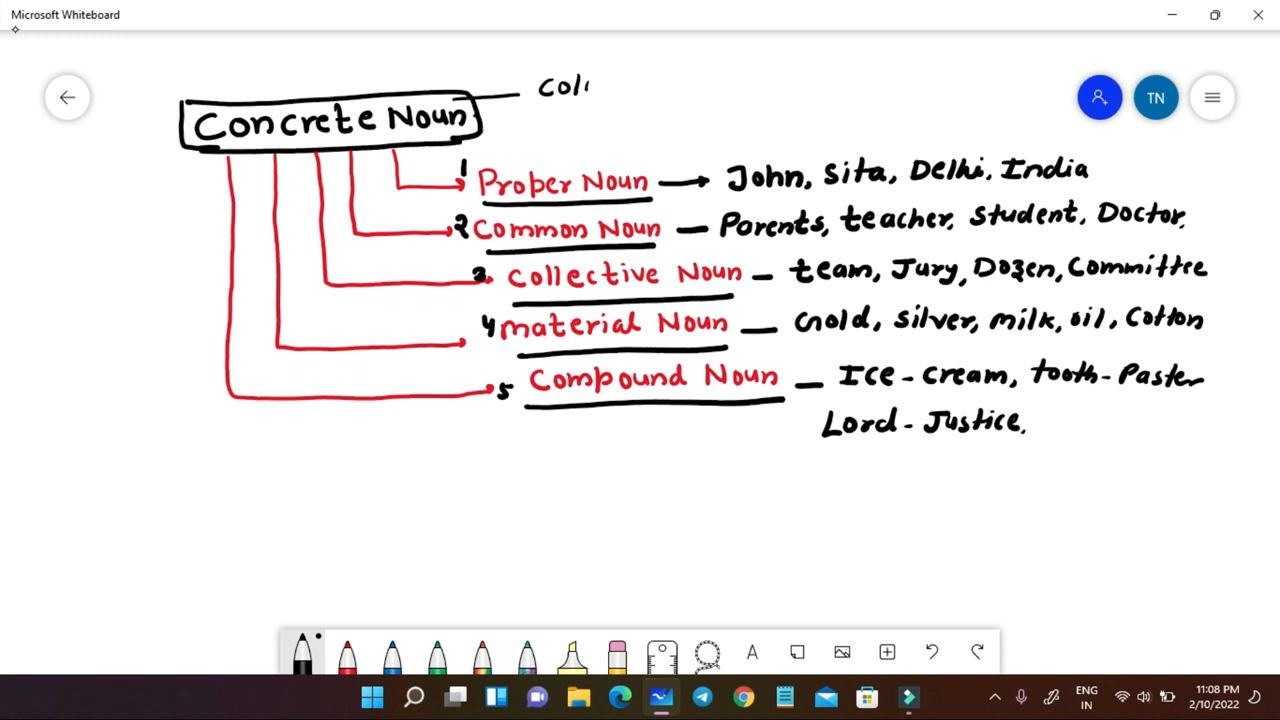 Microsoft Whiteboard
Concrete Noun
TN
1 Proper Noun → John, Sita, Delhi, India
2 Common Noun — Parents, teacher, Student, Doctor,
3 Collective Noun — team, Jury, Dozen, Committee
4 material Noun — Gold, Silver, milk, oil, Cotton
5 Compound Noun — Ice-Cream, tooth-Paster
Lord-Justice.
A
ENG
IN
11:08 PM
2/10/2022